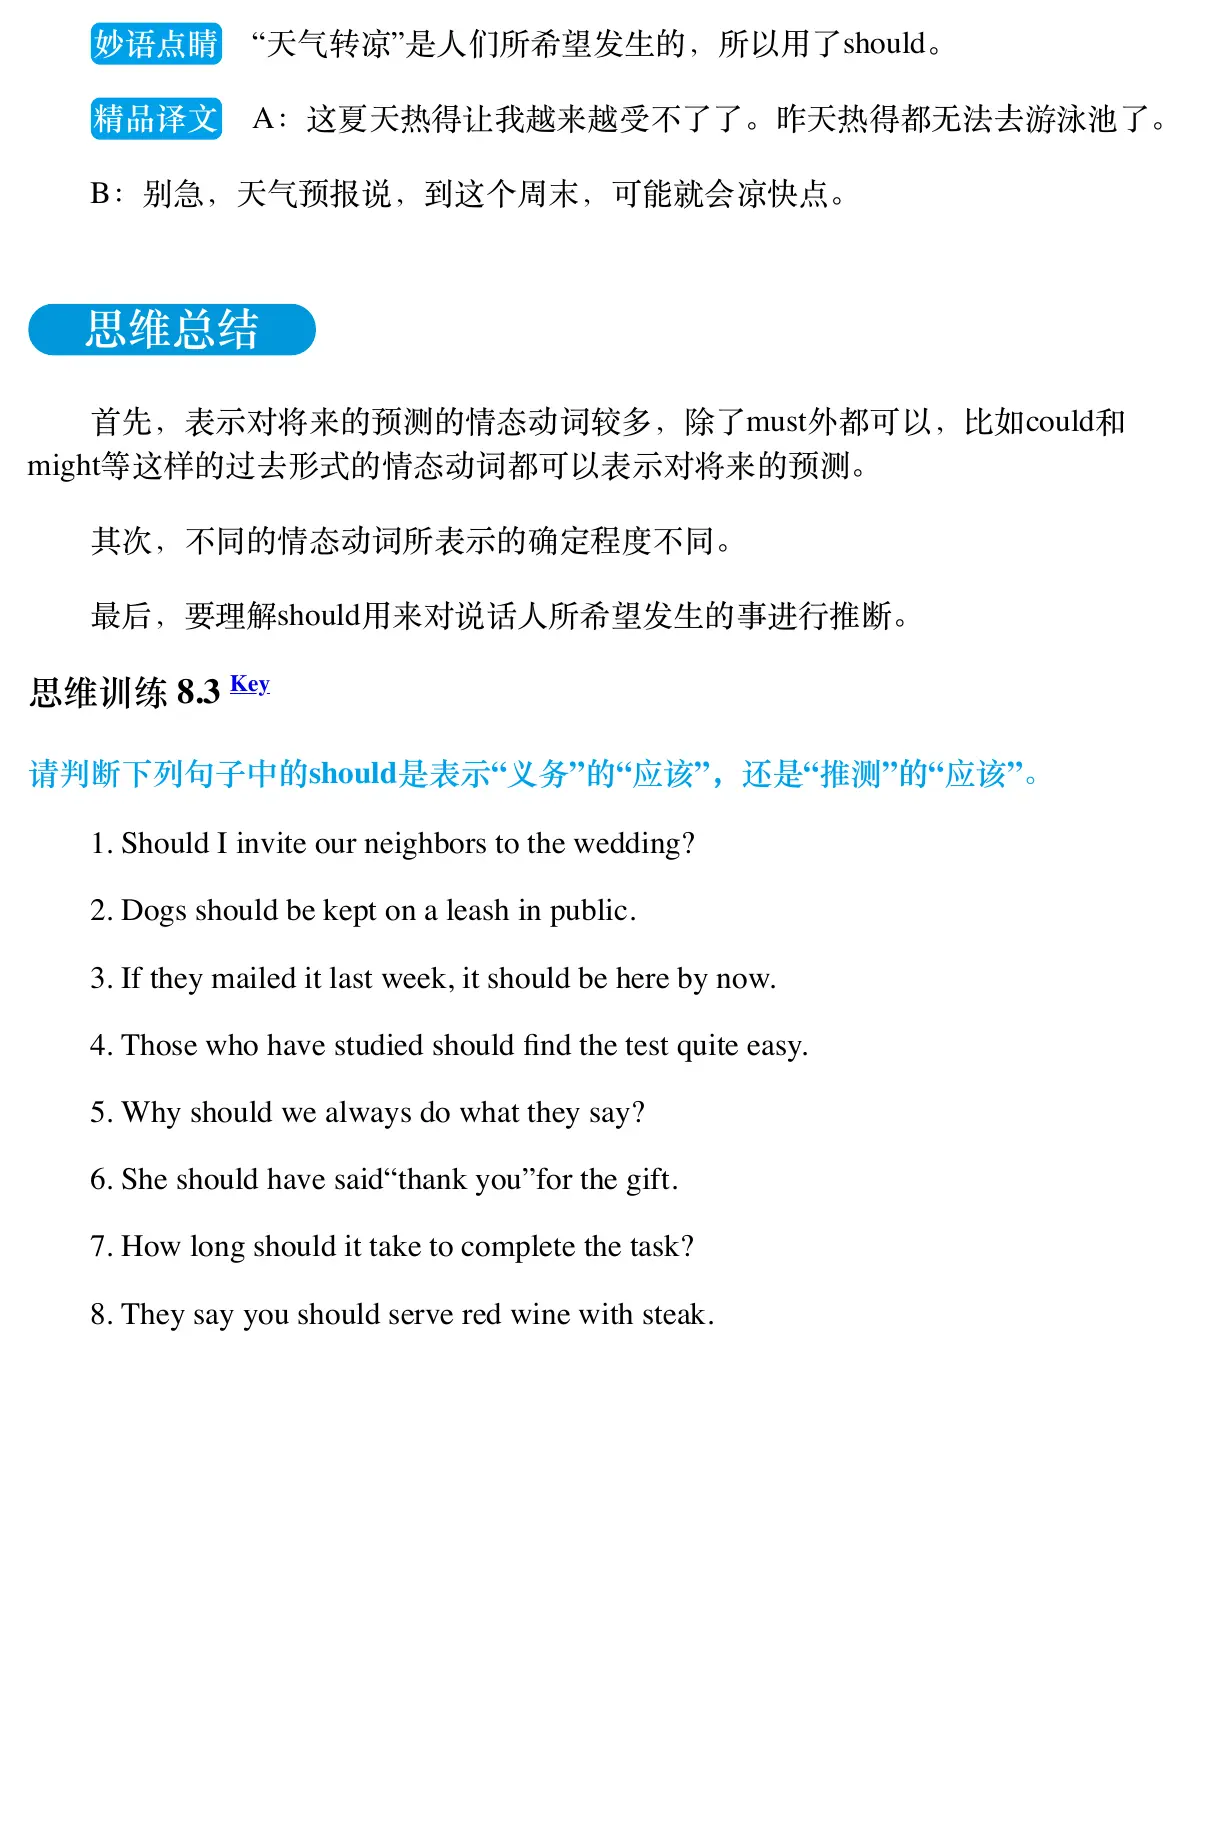 妙语点睛 “天气转凉”是人们所希望发生的，所以用了should。
精品译文 A：这夏天热得让我越来越受不了了。昨天热得都无法去游泳池了。
B：别急，天气预报说，到这个周末，可能就会凉快点。
思维总结
首先，表示对将来的预测的情态动词较多，除了must外都可以，比如could和
might等这样的过去形式的情态动词都可以表示对将来的预测。
其次，不同的情态动词所表示的确定程度不同。
最后，要理解should用来对说话人所希望发生的事进行推断。
思维训练 8.3 Key
请判断下列句子中的should是表示“义务”的“应该”，还是“推测”的“应该”。
1. Should I invite our neighbors to the wedding?
2. Dogs should be kept on a leash in public.
3. If they mailed it last week, it should be here by now.
4. Those who have studied should find the test quite easy.
5. Why should we always do what they say?
6. She should have said“thank you”for the gift.
7. How long should it take to complete the task?
8. They say you should serve red wine with steak.